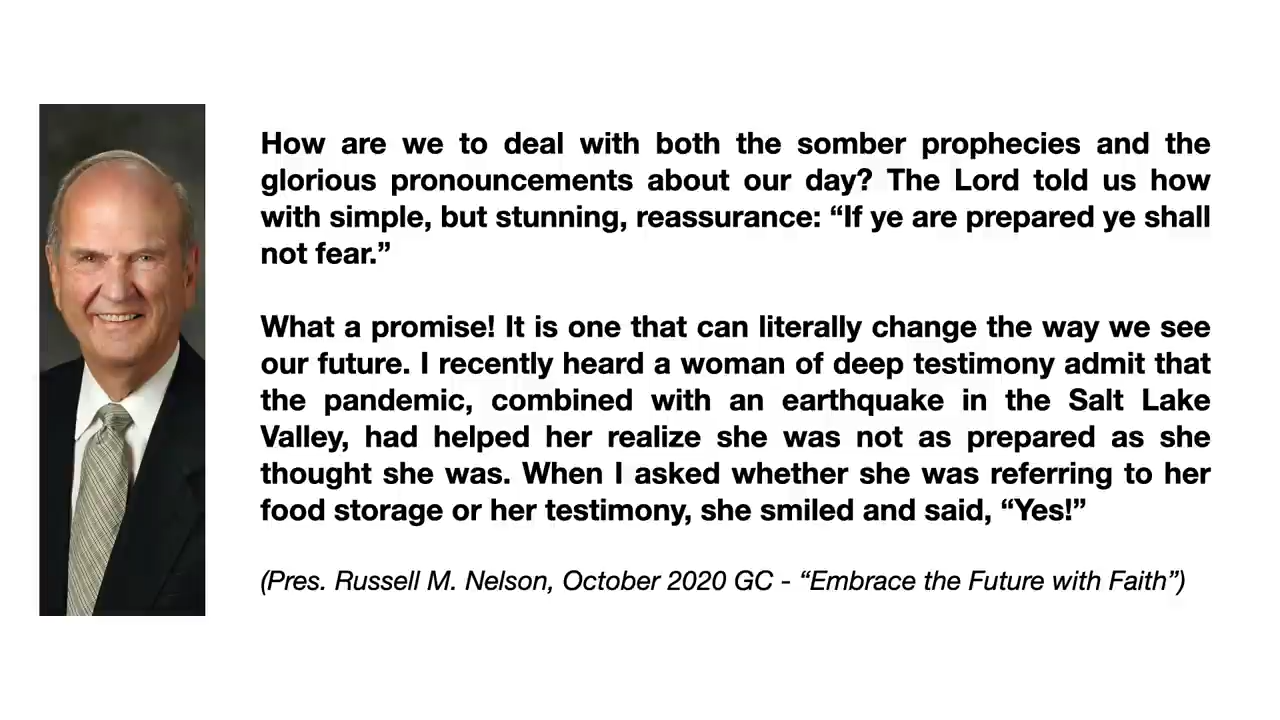 How are we to deal with both the somber prophecies and the
glorious pronouncements about our day? The Lord told us how
with simple, but stunning, reassurance: “If ye are prepared ye shall
not fear.”
What a promise! It is one that can literally change the way we see
our future. I recently heard a woman of deep testimony admit that
the pandemic, combined with an earthquake in the Salt Lake
Valley, had helped her realize she was not as prepared as she
thought she was. When I asked whether she was referring to her
food storage or her testimony, she smiled and said, “Yes!”
(Pres. Russell M. Nelson, October 2020 GC - “Embrace the Future with Faith”)